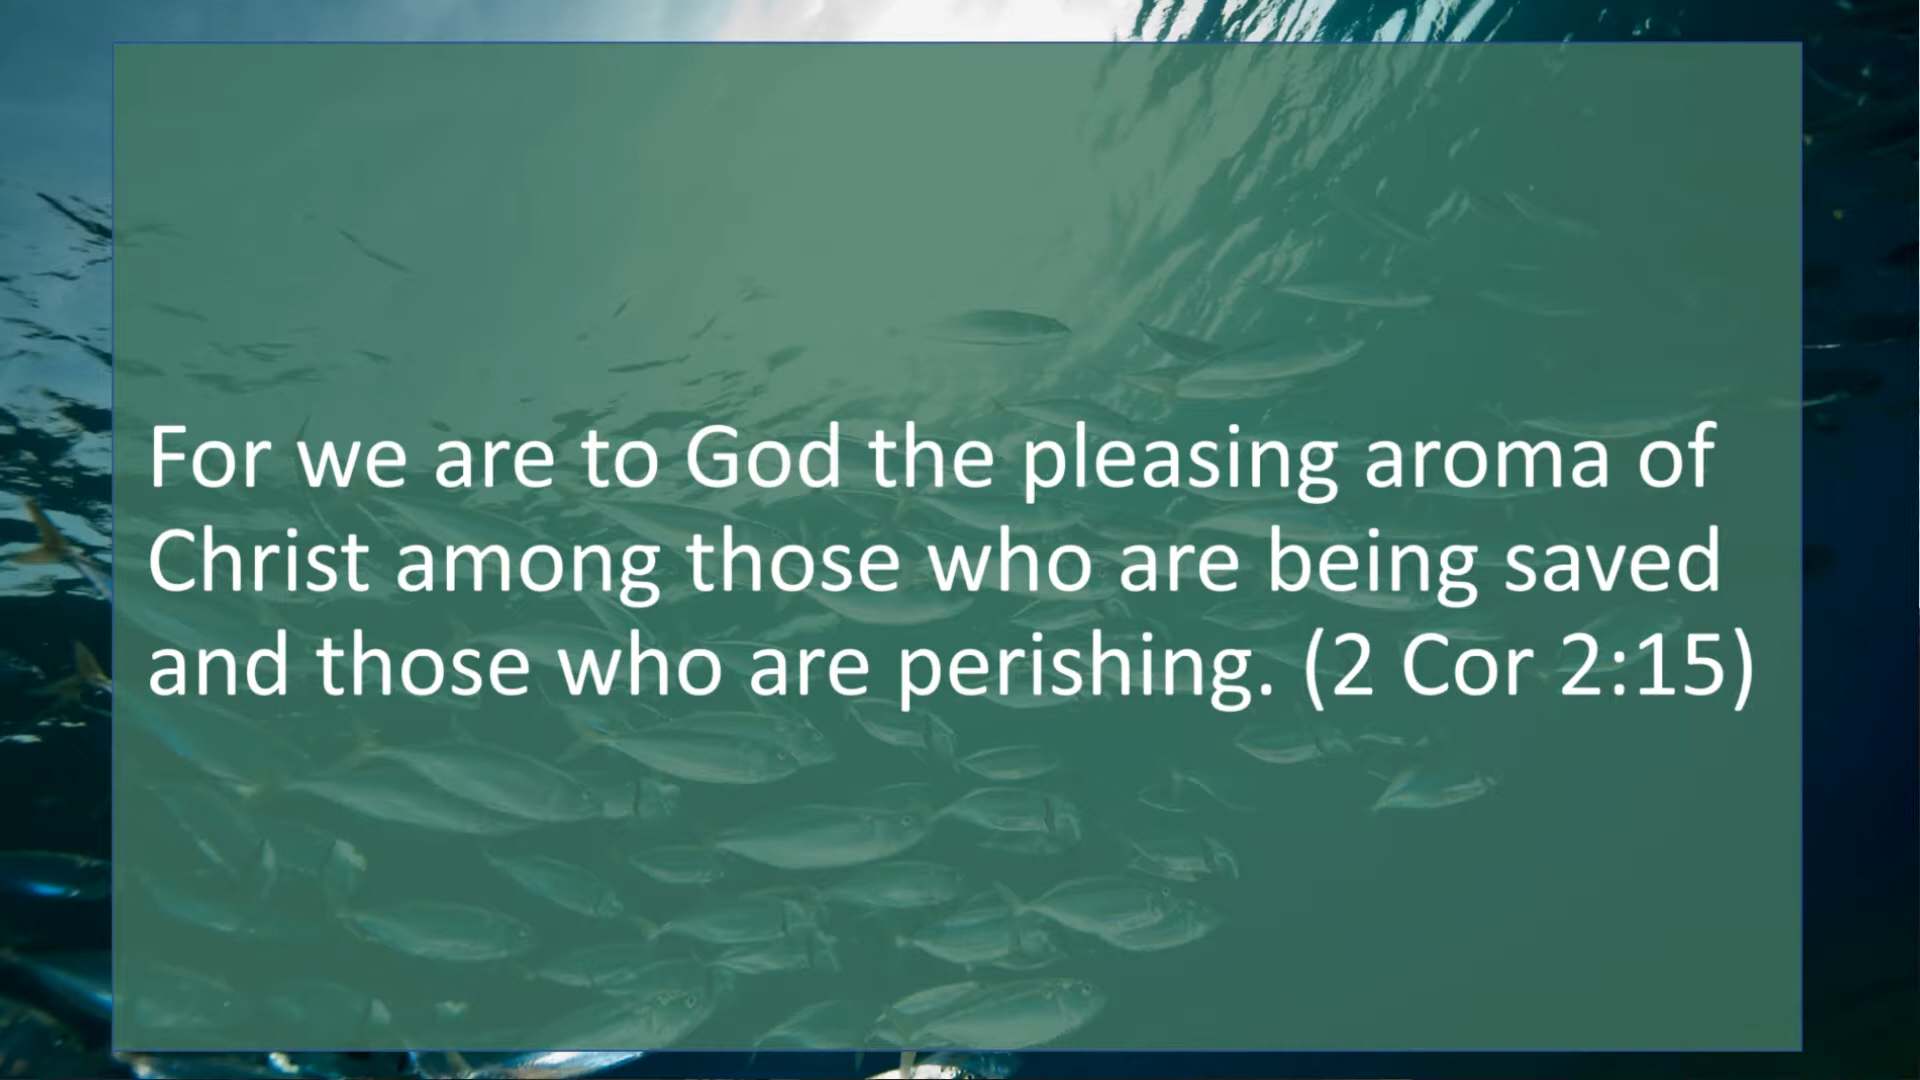 For we are to God the pleasing aroma of
Christ among those who are being saved
and those who are perishing. (2 Cor 2:15)